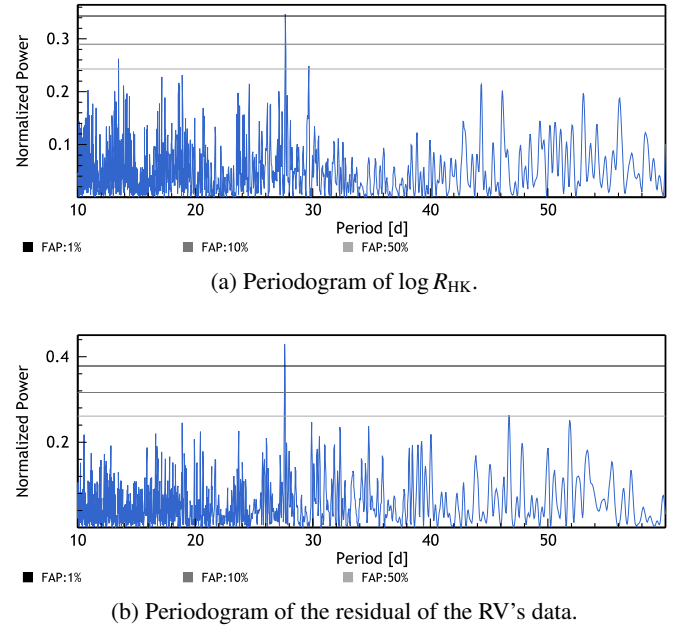 Normalized Power
0.3
0.2
0.1
10 20 30 40 50
Period [d]
FAP:1% FAP:10% FAP:50%
(a) Periodogram of log R_HK.
Normalized Power
0.4
0.2
10 20 30 40 50
Period [d]
FAP:1% FAP:10% FAP:50%
(b) Periodogram of the residual of the RV's data.